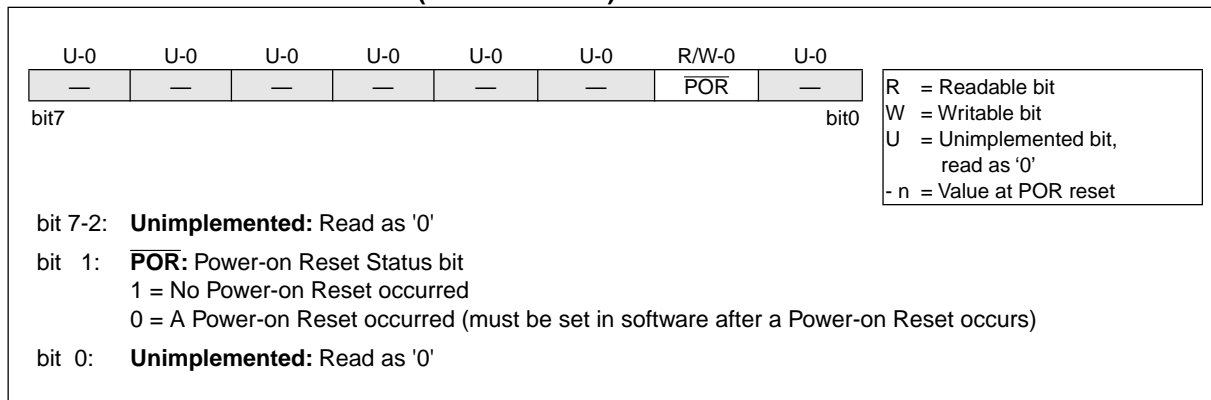 U-0 U-0 U-0 U-0 U-0 U-0 R/W-0 U-0
— — — — — — POR —
bit7 bit0
R = Readable bit
W = Writable bit
U = Unimplemented bit,
read as ‘0’
- n = Value at POR reset
bit 7-2: Unimplemented: Read as '0'
bit 1: POR: Power-on Reset Status bit
1 = No Power-on Reset occurred
0 = A Power-on Reset occurred (must be set in software after a Power-on Reset occurs)
bit 0: Unimplemented: Read as '0'